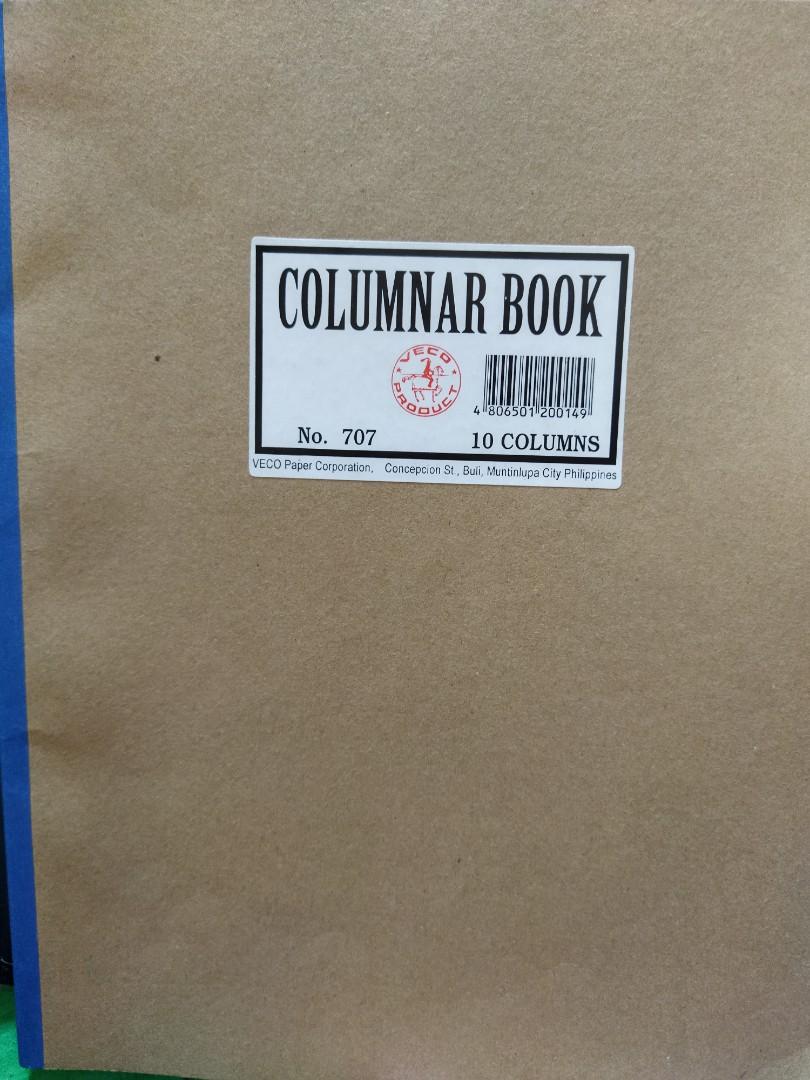 COLUMNAR BOOK
VECO
PRODUCT
4 806501 200149
No. 707
10 COLUMNS
VECO Paper Corporation, Concepcion St., Buli, Muntinlupa City Philippines